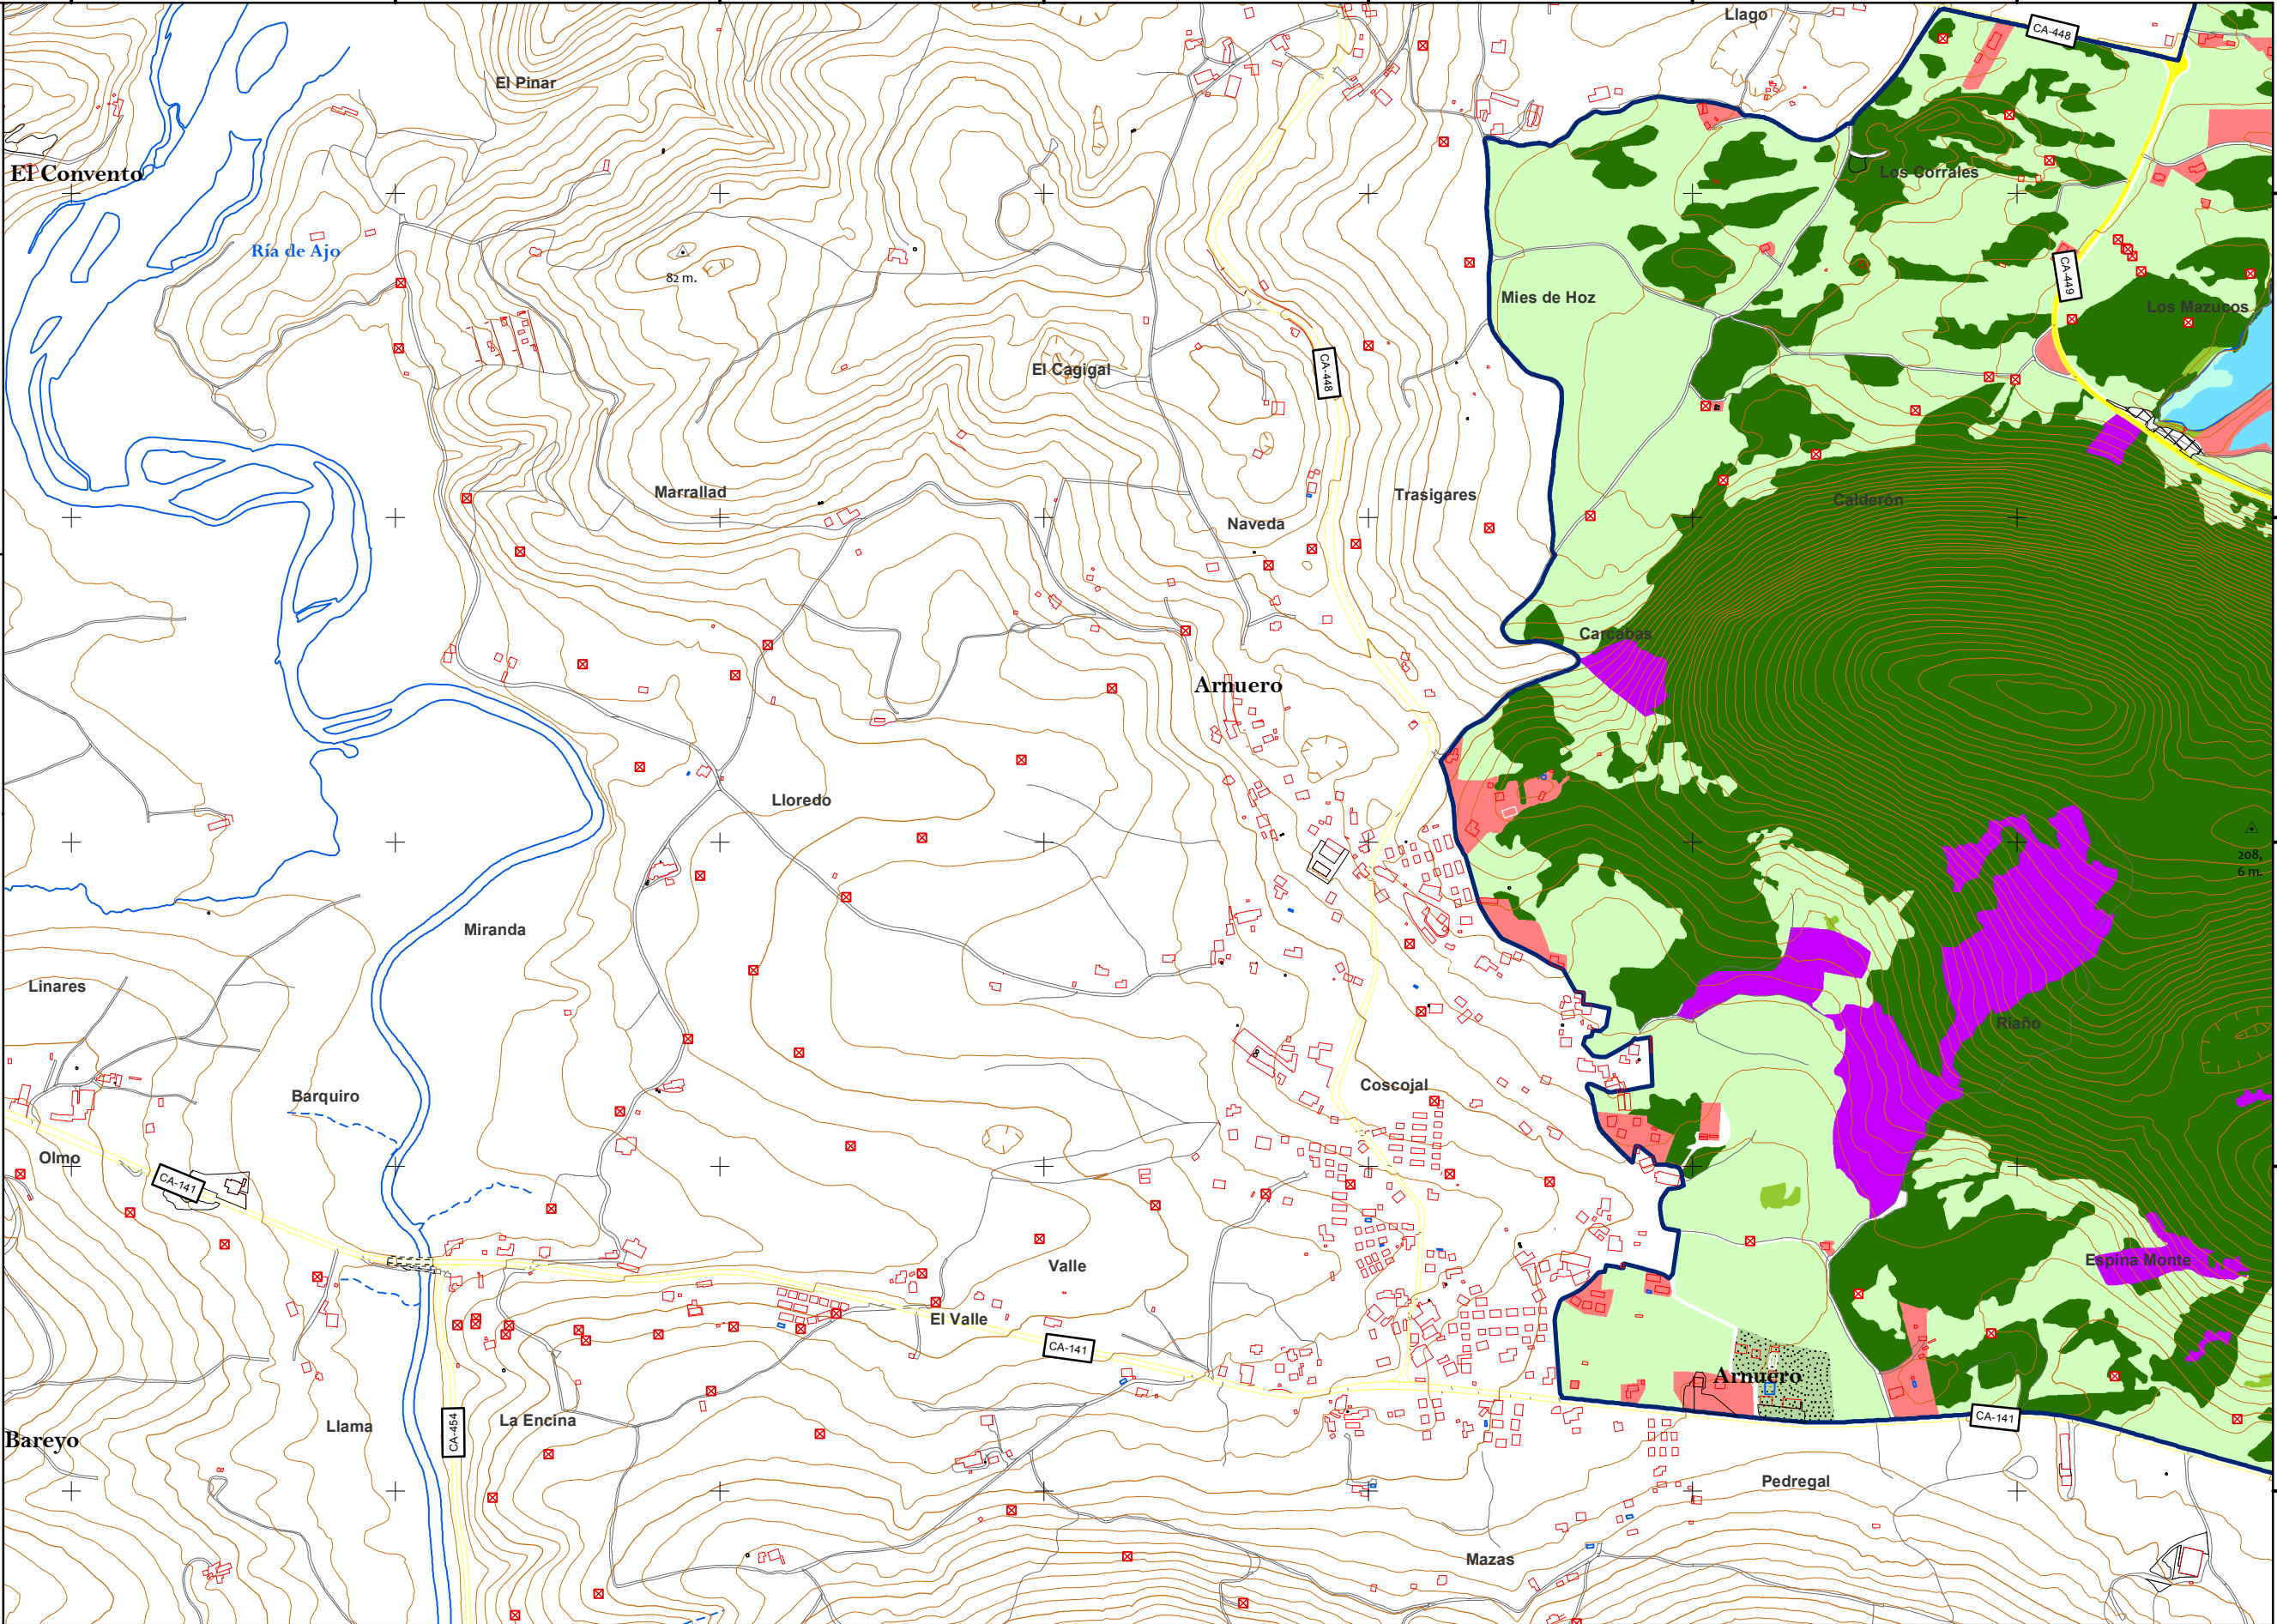 Llago
CA-448
El Pinar
El Convento
Los Corrales
Ría de Ajo
82 m.
CA-449
Mies de Hoz
Los Mazucos
El Cagigal
CA-448
Marrallad
Trasigares
Calderón
Naveda
Carcabas
Arnuero
Lloredo
208,
6 m.
Miranda
Linares
Riaño
Coscojal
Barquiro
Olmo
CA-141
Valle
Espina Monte
El Valle
CA-141
Arnuero
La Encina
Llama
CA-454
CA-141
Bareyo
Pedregal
Mazas